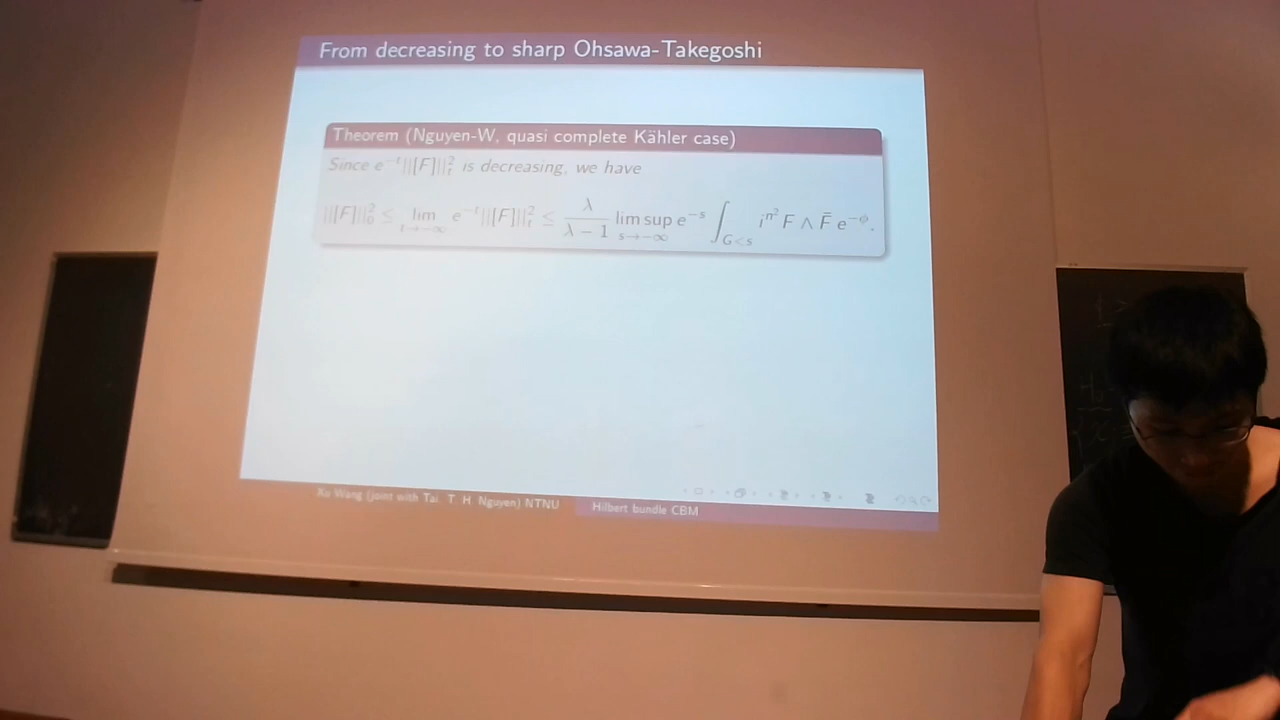 From decreasing to sharp Ohsawa-Takegoshi
Theorem (Nguyen-W, quasi complete Kähler case)
Since e^{-t}||[F]||_t^2 is decreasing, we have
||[F]||_0^2 ≤ lim_{t→-∞} e^{-t}||[F]||_t^2 ≤ λ/(λ-1) lim sup_{s→-∞} e^{-s} ∫_{G<s} i^{n^2} F ∧ F̄ e^{-ϕ}.
Xu Wang (joint with Tai T. H. Nguyen) NTNU
Hilbert bundle CBM